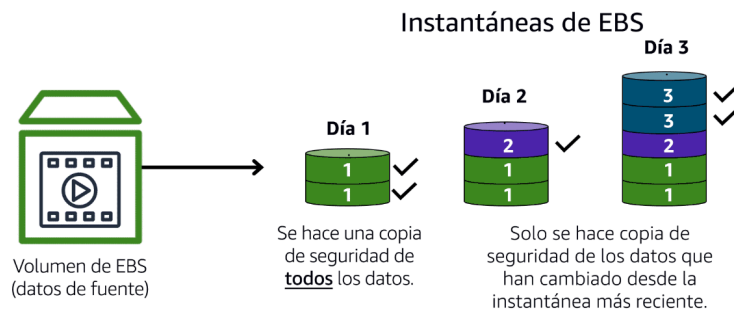 Instantáneas de EBS
Día 1
1
1
Día 2
2
1
1
Día 3
3
3
2
1
1
Volumen de EBS
(datos de fuente)
Se hace una copia
de seguridad de
todos los datos.
Solo se hace copia de
seguridad de los datos que
han cambiado desde la
instantánea más reciente.